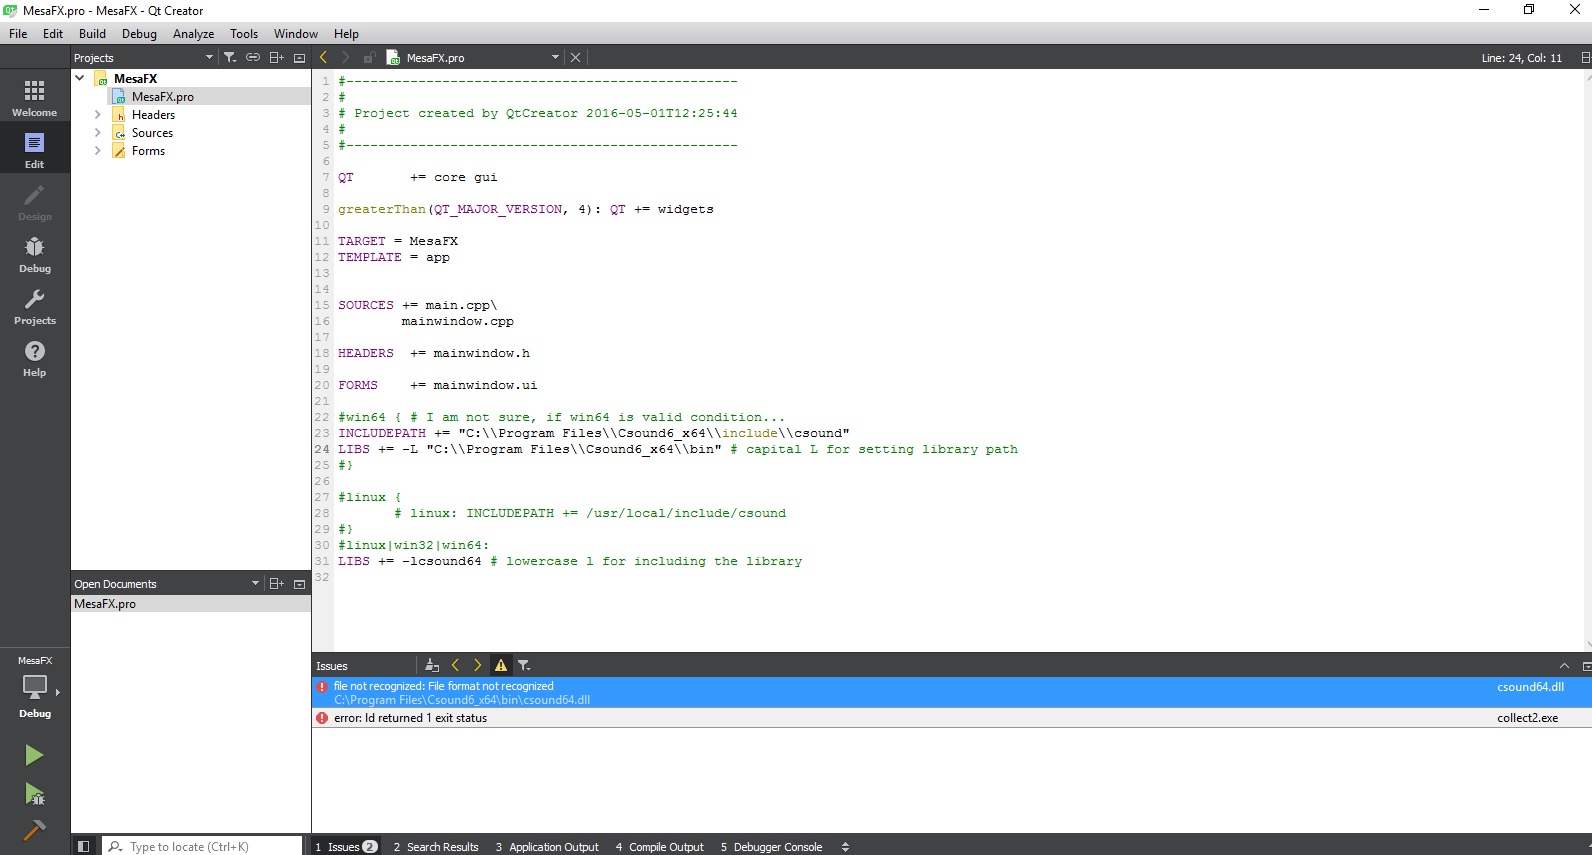 MesaFX.pro - MesaFX - Qt Creator
File Edit Build Debug Analyze Tools Window Help
Projects
MesaFX.pro
Line: 24, Col: 11
Welcome
Edit
Design
Debug
Projects
Help
MesaFX
MesaFX.pro
Headers
Sources
Forms
1 #-------------------------------------------------
2 #
3 # Project created by QtCreator 2016-05-01T12:25:44
4 #
5 #-------------------------------------------------
6
7 QT       += core gui
8
9 greaterThan(QT_MAJOR_VERSION, 4): QT += widgets
10
11 TARGET = MesaFX
12 TEMPLATE = app
13
14
15 SOURCES += main.cpp\
16         mainwindow.cpp
17
18 HEADERS  += mainwindow.h
19
20 FORMS    += mainwindow.ui
21
22 #win64 { # I am not sure, if win64 is valid condition...
23 INCLUDEPATH += "C:\\Program Files\\Csound6_x64\\include\\csound"
24 LIBS += -L "C:\\Program Files\\Csound6_x64\\bin" # capital L for setting library path
25 #}
26
27 #linux {
28        # linux: INCLUDEPATH += /usr/local/include/csound
29 #}
30 #linux|win32|win64:
31 LIBS += -lcsound64 # lowercase l for including the library
32
Open Documents
MesaFX.pro
MesaFX
Debug
Issues
file not recognized: File format not recognized
csound64.dll
C:\Program Files\Csound6_x64\bin\csound64.dll
error: ld returned 1 exit status
collect2.exe
Type to locate (Ctrl+K)
1 Issues 2
2 Search Results
3 Application Output
4 Compile Output
5 Debugger Console